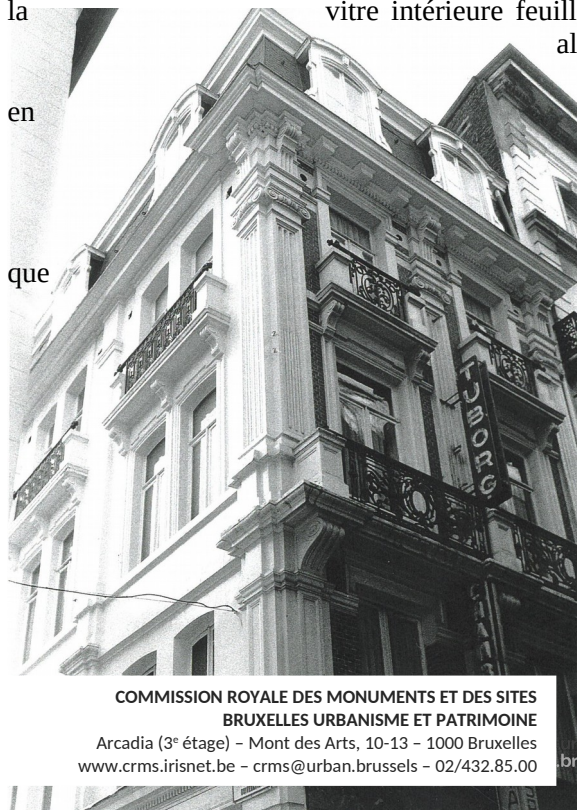 la vitre intérieure feuill
al
en
que
TUBORG
COMMISSION ROYALE DES MONUMENTS ET DES SITES
BRUXELLES URBANISME ET PATRIMOINE
Arcadia (3e étage) – Mont des Arts, 10-13 – 1000 Bruxelles
www.crms.irisnet.be – crms@urban.brussels – 02/432.85.00
.br